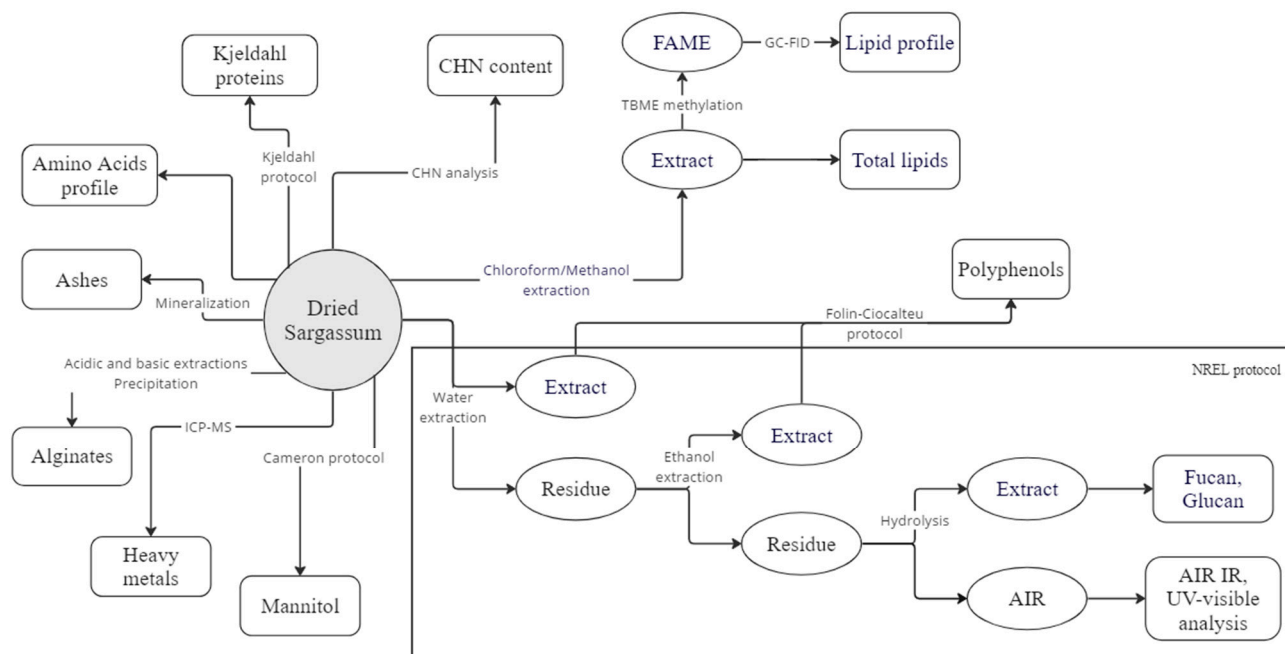 Kjeldahl
proteins
CHN content
FAME
GC-FID
Lipid profile
TBME methylation
Amino Acids
profile
Kjeldahl
protocol
CHN analysis
Extract
Total lipids
Ashes
Mineralization
Dried
Sargassum
Chloroform/Methanol
extraction
Polyphenols
Folin-Ciocalteu
protocol
Acidic and basic extractions
Precipitation
NREL protocol
Extract
Water
extraction
Alginates
ICP-MS
Cameron protocol
Extract
Ethanol
extraction
Residue
Extract
Fucan,
Glucan
Hydrolysis
Residue
Heavy
metals
Mannitol
AIR
AIR IR,
UV-visible
analysis